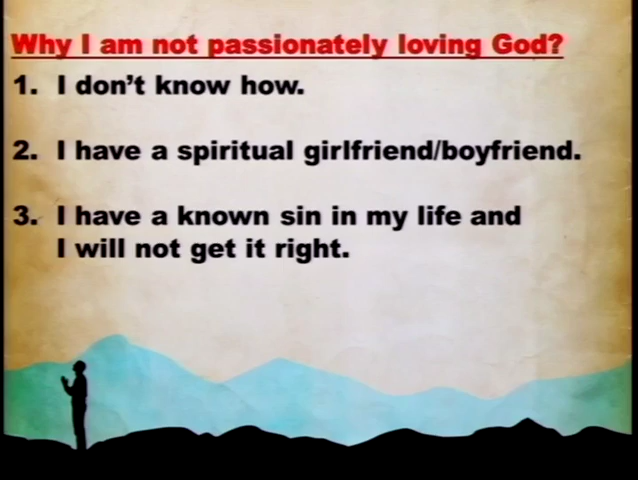 Why I am not passionately loving God?
1. I don't know how.
2. I have a spiritual girlfriend/boyfriend.
3. I have a known sin in my life and
I will not get it right.